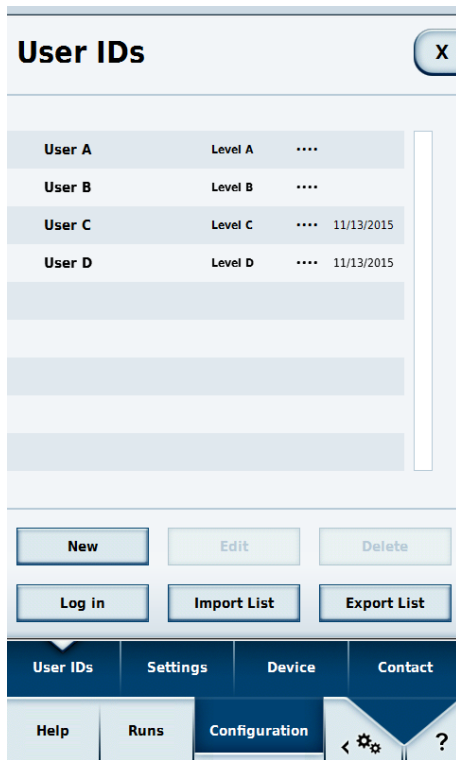 User IDs
X
User A Level A ••••
User B Level B ••••
User C Level C •••• 11/13/2015
User D Level D •••• 11/13/2015
New Edit Delete
Log in Import List Export List
User IDs Settings Device Contact
Help Runs Configuration < ?